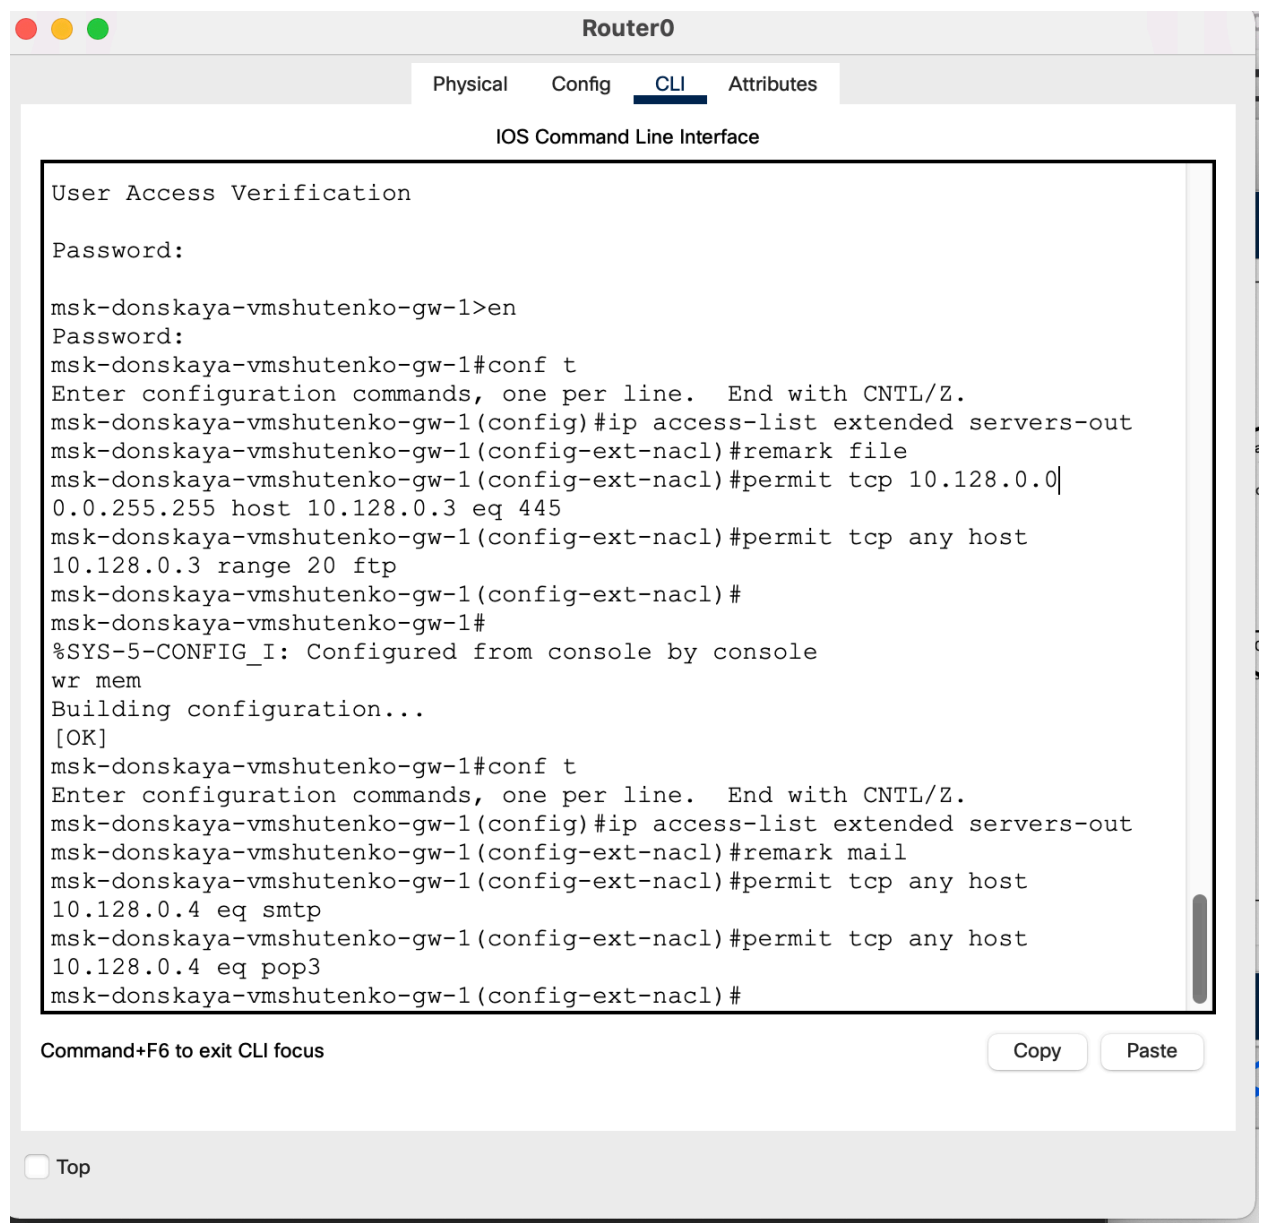 Router0
Physical Config CLI Attributes
IOS Command Line Interface
User Access Verification
Password:
msk-donskaya-vmshutenko-gw-1>en
Password:
msk-donskaya-vmshutenko-gw-1#conf t
Enter configuration commands, one per line.  End with CNTL/Z.
msk-donskaya-vmshutenko-gw-1(config)#ip access-list extended servers-out
msk-donskaya-vmshutenko-gw-1(config-ext-nacl)#remark file
msk-donskaya-vmshutenko-gw-1(config-ext-nacl)#permit tcp 10.128.0.0
0.0.255.255 host 10.128.0.3 eq 445
msk-donskaya-vmshutenko-gw-1(config-ext-nacl)#permit tcp any host
10.128.0.3 range 20 ftp
msk-donskaya-vmshutenko-gw-1(config-ext-nacl)#
msk-donskaya-vmshutenko-gw-1#
%SYS-5-CONFIG_I: Configured from console by console
wr mem
Building configuration...
[OK]
msk-donskaya-vmshutenko-gw-1#conf t
Enter configuration commands, one per line.  End with CNTL/Z.
msk-donskaya-vmshutenko-gw-1(config)#ip access-list extended servers-out
msk-donskaya-vmshutenko-gw-1(config-ext-nacl)#remark mail
msk-donskaya-vmshutenko-gw-1(config-ext-nacl)#permit tcp any host
10.128.0.4 eq smtp
msk-donskaya-vmshutenko-gw-1(config-ext-nacl)#permit tcp any host
10.128.0.4 eq pop3
msk-donskaya-vmshutenko-gw-1(config-ext-nacl)#
Command+F6 to exit CLI focus
Copy Paste
Top